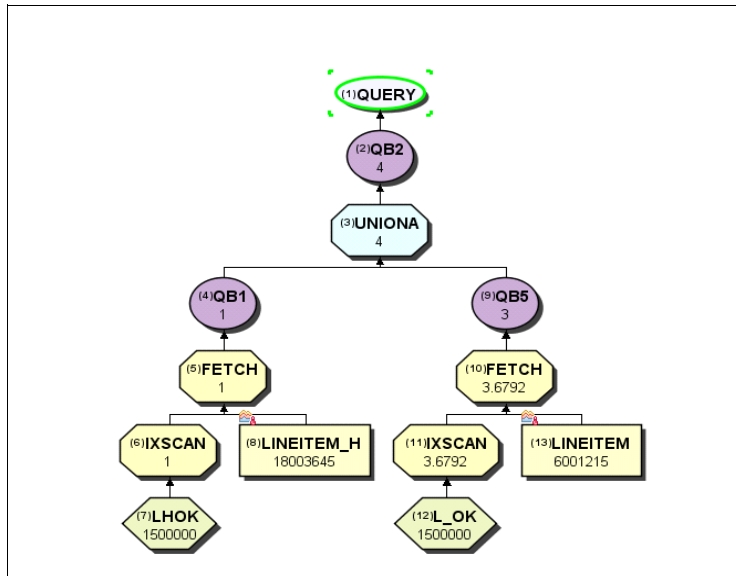 (1)QUERY
(2)QB2
4
(3)UNIONA
4
(4)QB1
1
(9)QB5
3
(5)FETCH
1
(10)FETCH
3.6792
(6)IXSCAN
1
(8)LINEITEM_H
18003645
(11)IXSCAN
3.6792
(13)LINEITEM
6001215
(7)LHOK
1500000
(12)L_OK
1500000